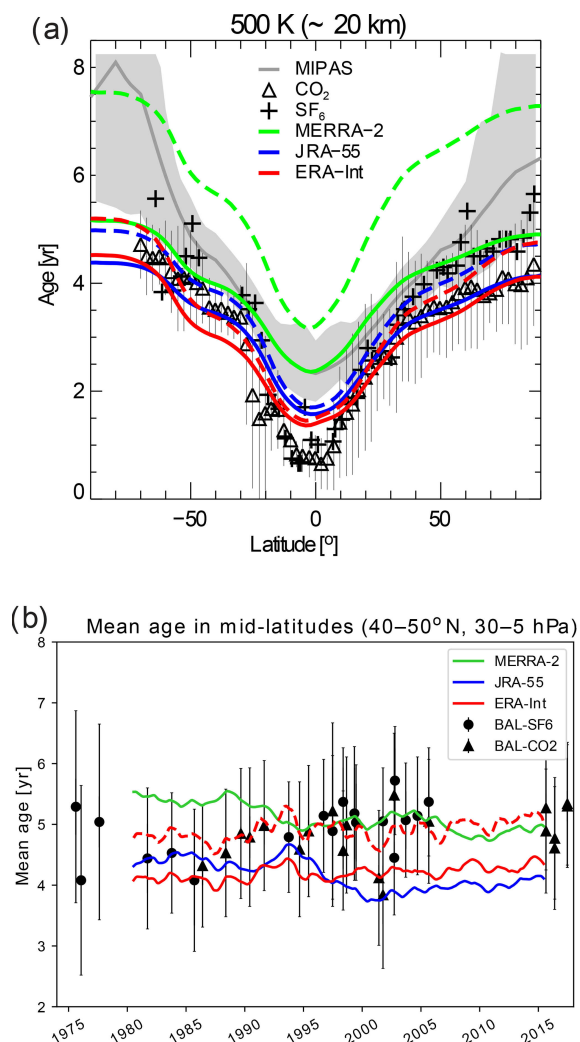 (a)
500 K (~ 20 km)
MIPAS
CO2
SF6
MERRA−2
JRA−55
ERA−Int
Age [yr]
8
6
4
2
0
−50
0
50
Latitude [o]
(b)
Mean age in mid-latitudes (40–50° N, 30–5 hPa)
MERRA-2
JRA-55
ERA-Int
BAL-SF6
BAL-CO2
Mean age [yr]
8
7
6
5
4
3
2
1975
1980
1985
1990
1995
2000
2005
2010
2015